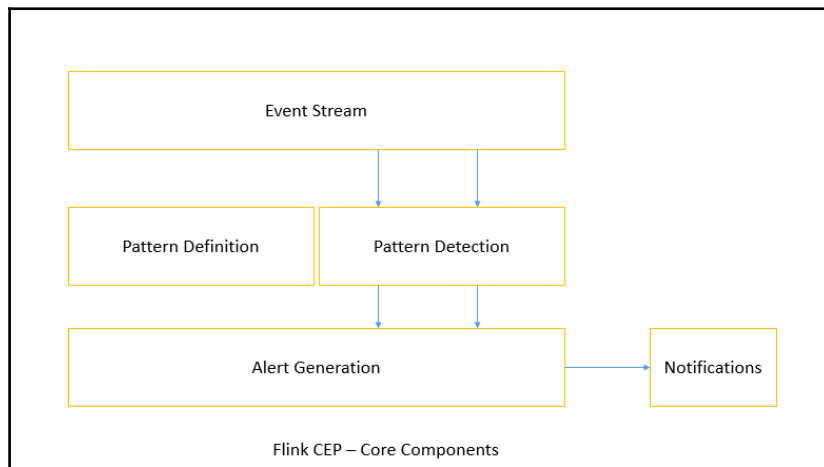 Event Stream
Pattern Definition
Pattern Detection
Alert Generation
Notifications
Flink CEP – Core Components